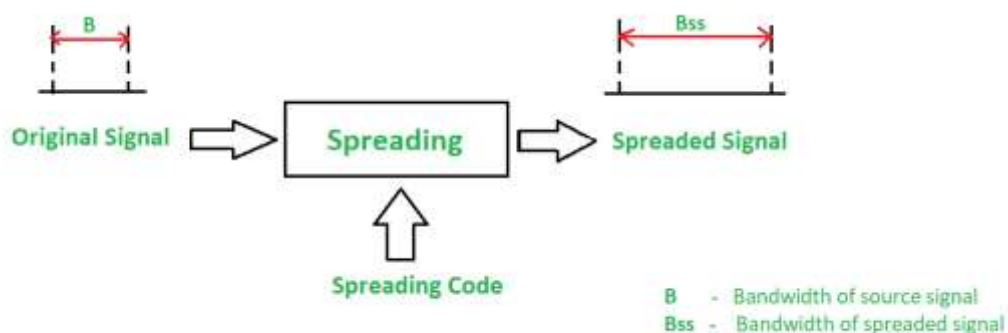 B
Bss
Original Signal
Spreading
Spreaded Signal
Spreading Code
B - Bandwidth of source signal
Bss - Bandwidth of spreaded signal